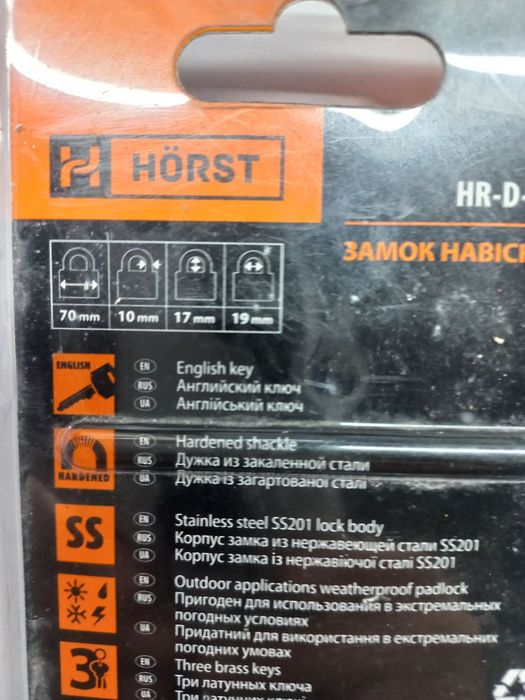 HÖRST
HR-D-
ЗАМОК НАВІС
70 mm 10 mm 17 mm 19 mm
ENGLISH
EN English key
RUS Английский ключ
UA Англійський ключ
HARDENED
EN Hardened shackle
RUS Дужка из закаленной стали
UA Дужка із загартованої сталі
SS
EN Stainless steel SS201 lock body
RUS Корпус замка из нержавеющей стали SS201
UA Корпус замка із нержавіючої сталі SS201
EN Outdoor applications weatherproof padlock
RUS Пригоден для использования в экстремальных
погодных условиях
UA Придатний для використання в екстремальних
погодних умовах
3
EN Three brass keys
RUS Три латунных ключа
UA Три латунних ключі